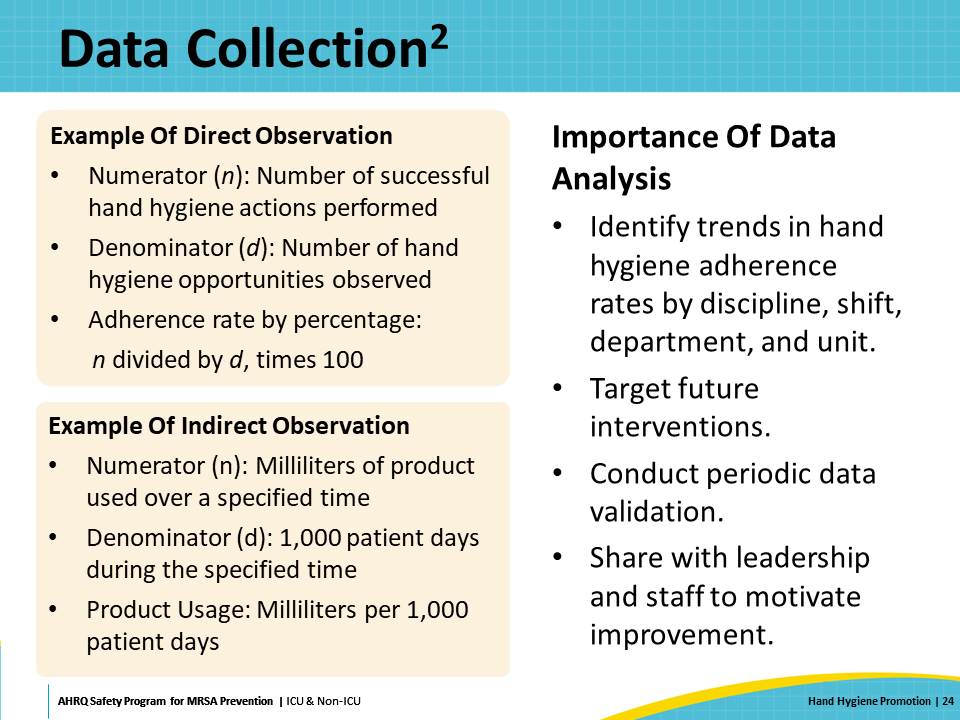 Data Collection²
Example Of Direct Observation
• Numerator (n): Number of successful
hand hygiene actions performed
• Denominator (d): Number of hand
hygiene opportunities observed
• Adherence rate by percentage:
n divided by d, times 100
Example Of Indirect Observation
• Numerator (n): Milliliters of product
used over a specified time
• Denominator (d): 1,000 patient days
during the specified time
• Product Usage: Milliliters per 1,000
patient days
Importance Of Data
Analysis
• Identify trends in hand
hygiene adherence
rates by discipline, shift,
department, and unit.
• Target future
interventions.
• Conduct periodic data
validation.
• Share with leadership
and staff to motivate
improvement.
AHRQ Safety Program for MRSA Prevention | ICU & Non-ICU
Hand Hygiene Promotion | 24